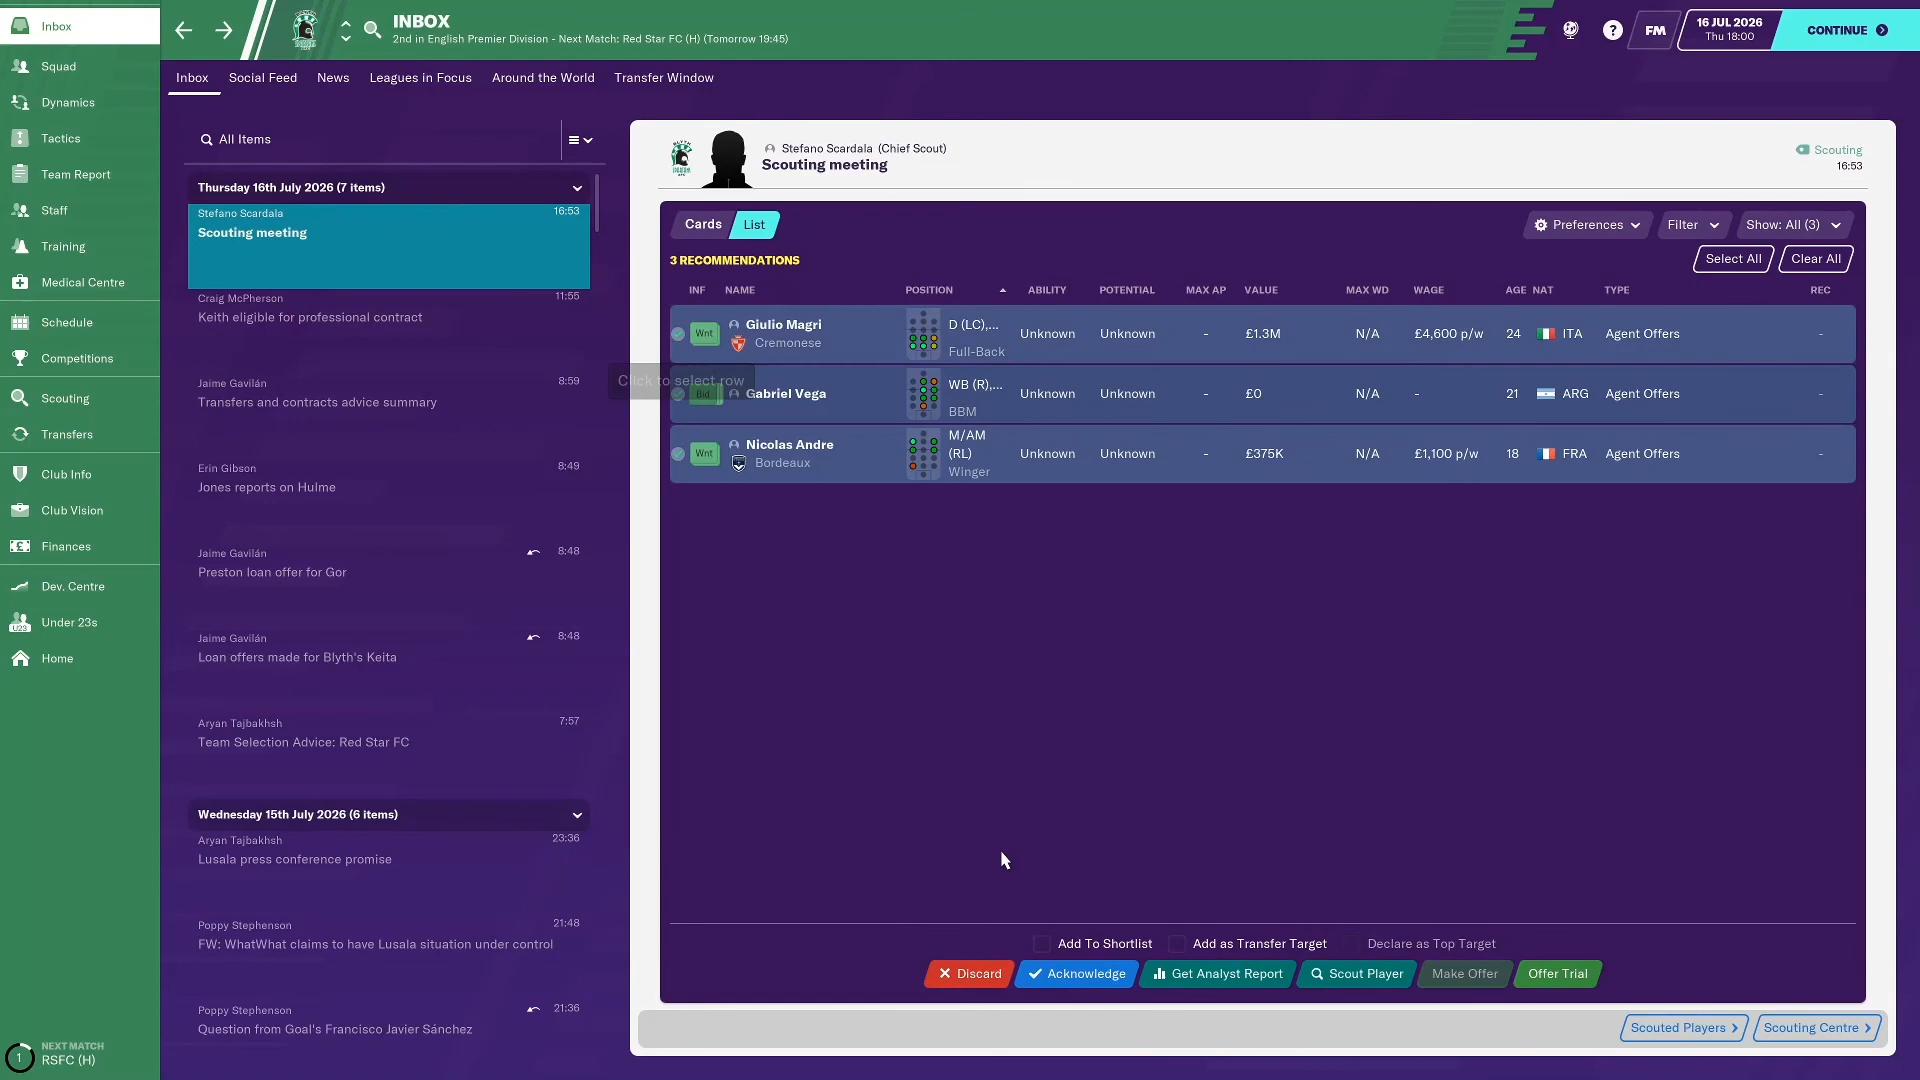 Inbox
Squad
Dynamics
Tactics
Team Report
Staff
Training
Medical Centre
Schedule
Competitions
Scouting
Transfers
Club Info
Club Vision
Finances
Dev. Centre
U23
Under 23s
Home
1
NEXT MATCH
RSFC (H)
INBOX
2nd in English Premier Division - Next Match: Red Star FC (H) (Tomorrow 19:45)
?
FM
16 JUL 2026
Thu 18:00
CONTINUE
Inbox Social Feed News Leagues in Focus Around the World Transfer Window
All Items
Thursday 16th July 2026 (7 items)
Stefano Scardala 16:53
Scouting meeting
Craig McPherson 11:55
Keith eligible for professional contract
Jaime Gavilán 8:59
Transfers and contracts advice summary
Erin Gibson 8:49
Jones reports on Hulme
Jaime Gavilán 8:48
Preston loan offer for Gor
Jaime Gavilán 8:48
Loan offers made for Blyth's Keita
Aryan Tajbakhsh 7:57
Team Selection Advice: Red Star FC
Wednesday 15th July 2026 (6 items)
Aryan Tajbakhsh 23:36
Lusala press conference promise
Poppy Stephenson 21:48
FW: WhatWhat claims to have Lusala situation under control
Poppy Stephenson 21:36
Question from Goal's Francisco Javier Sánchez
Stefano Scardala (Chief Scout)
Scouting meeting
Scouting
16:53
Cards List Preferences Filter Show: All (3)
3 RECOMMENDATIONS
Select All Clear All
INF NAME POSITION ABILITY POTENTIAL MAX AP VALUE MAX WD WAGE AGE NAT TYPE REC
Wnt Giulio Magri Cremonese D (LC),... Full-Back Unknown Unknown - £1.3M N/A £4,600 p/w 24 ITA Agent Offers -
Click to select row
Bid Gabriel Vega WB (R),... BBM Unknown Unknown - £0 N/A - 21 ARG Agent Offers -
Wnt Nicolas Andre Bordeaux M/AM (RL) Winger Unknown Unknown - £375K N/A £1,100 p/w 18 FRA Agent Offers -
Add To Shortlist Add as Transfer Target Declare as Top Target
Discard Acknowledge Get Analyst Report Scout Player Make Offer Offer Trial
Scouted Players > Scouting Centre >